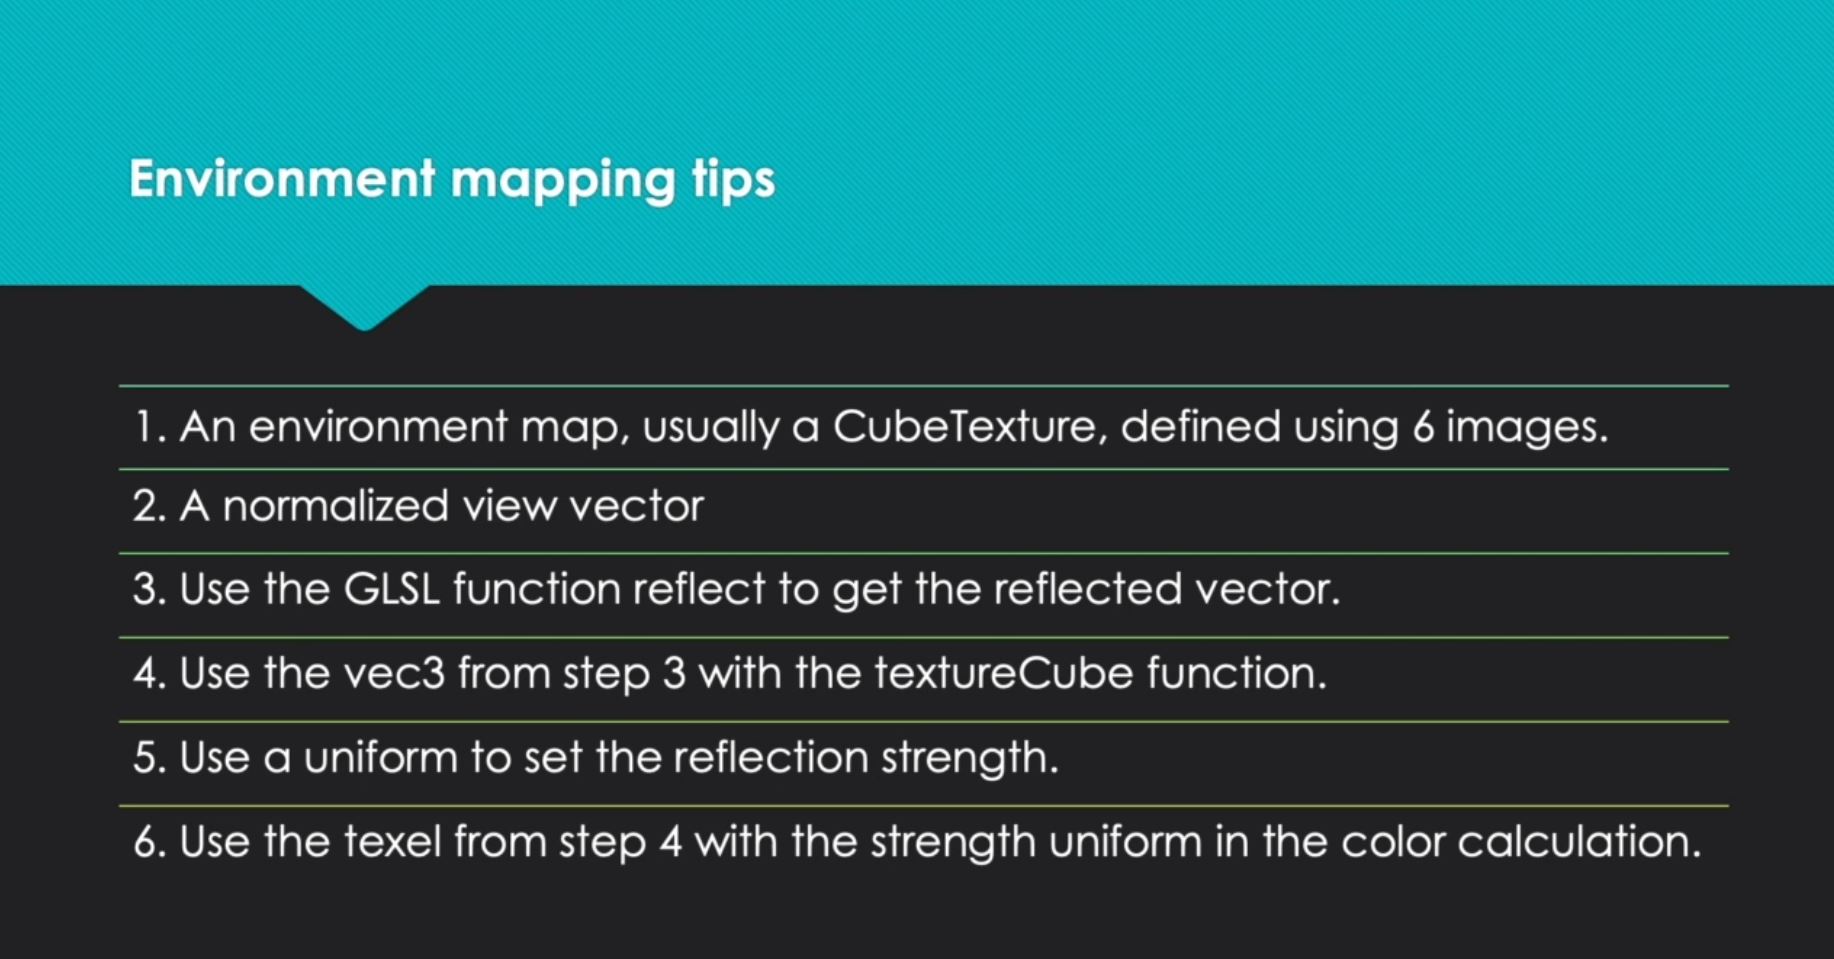 Environment mapping tips
1. An environment map, usually a CubeTexture, defined using 6 images.
2. A normalized view vector
3. Use the GLSL function reflect to get the reflected vector.
4. Use the vec3 from step 3 with the textureCube function.
5. Use a uniform to set the reflection strength.
6. Use the texel from step 4 with the strength uniform in the color calculation.